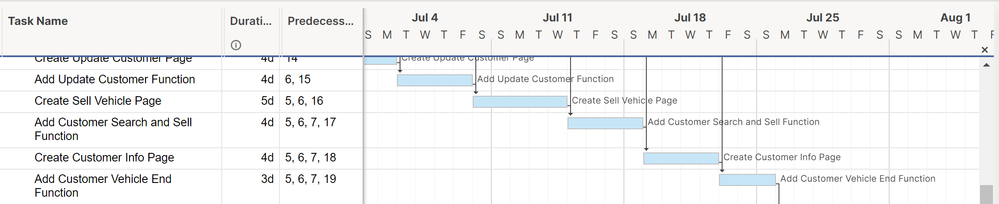 Task Name Durati... Predecess... Jul 4 Jul 11 Jul 18 Jul 25 Aug 1
S M T W T F S S M T W T F S S M T W T F S S M T W T F S S M T W T F
Create Update Customer Page 4d 14 Create Update Customer Page
Add Update Customer Function 4d 6, 15 Add Update Customer Function
Create Sell Vehicle Page 5d 5, 6, 16 Create Sell Vehicle Page
Add Customer Search and Sell 4d 5, 6, 7, 17 Add Customer Search and Sell Function
Function
Create Customer Info Page 4d 5, 6, 7, 18 Create Customer Info Page
Add Customer Vehicle End 3d 5, 6, 7, 19 Add Customer Vehicle End Function
Function